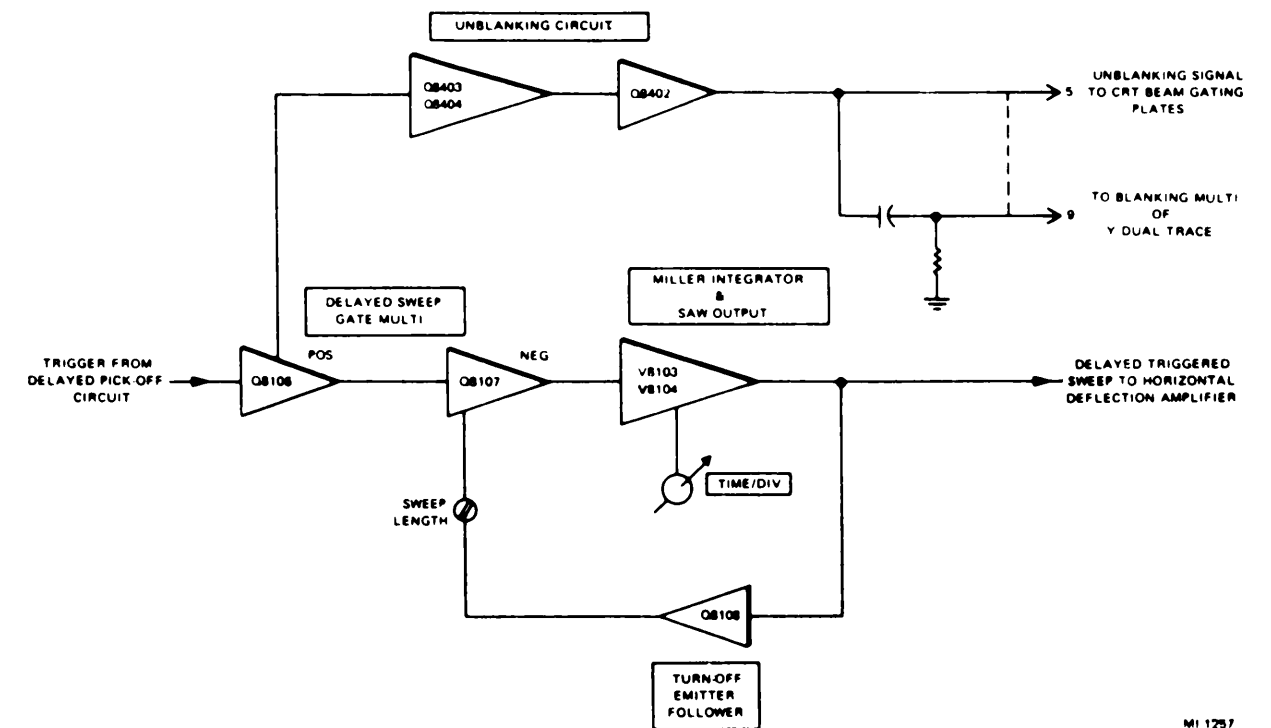 UNBLANKING CIRCUIT
Q8403
Q8404
Q8402
5
UNBLANKING SIGNAL
TO CRT BEAM GATING
PLATES
9
TO BLANKING MULTI
OF
Y DUAL TRACE
DELAYED SWEEP
GATE MULTI
MILLER INTEGRATOR
&
SAW OUTPUT
TRIGGER FROM
DELAYED PICK-OFF
CIRCUIT
Q8106
POS
Q8107
NEG
V8103
V8104
DELAYED TRIGGERED
SWEEP TO HORIZONTAL
DEFLECTION AMPLIFIER
TIME/DIV
SWEEP
LENGTH
Q8108
TURN-OFF
EMITTER
FOLLOWER
MI 1257